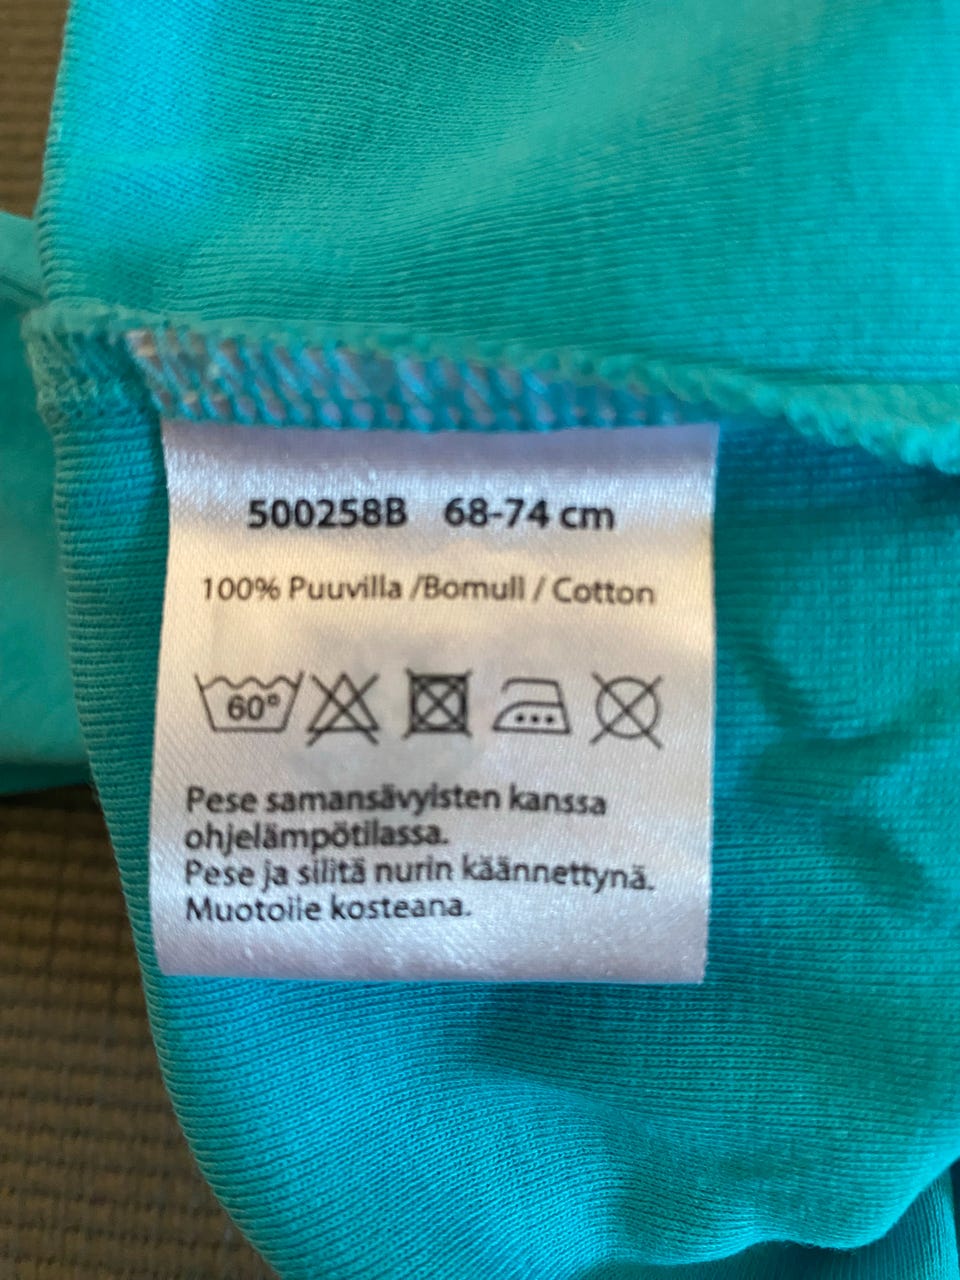 500258B 68-74 cm
100% Puuvilla /Bomull / Cotton
60°
Pese samansävyisten kanssa
ohjelämpötilassa.
Pese ja silitä nurin käännettynä.
Muotoile kosteana.